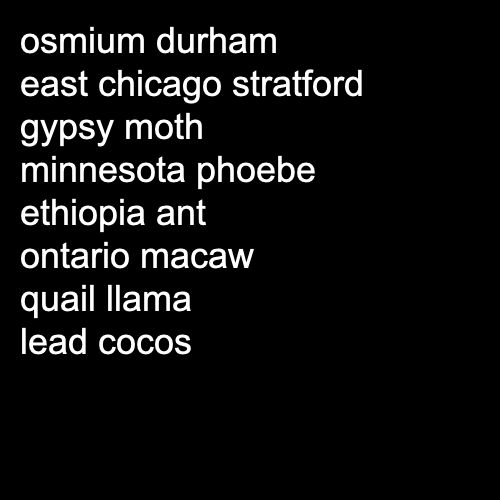 osmium durham
east chicago stratford
gypsy moth
minnesota phoebe
ethiopia ant
ontario macaw
quail llama
lead cocos